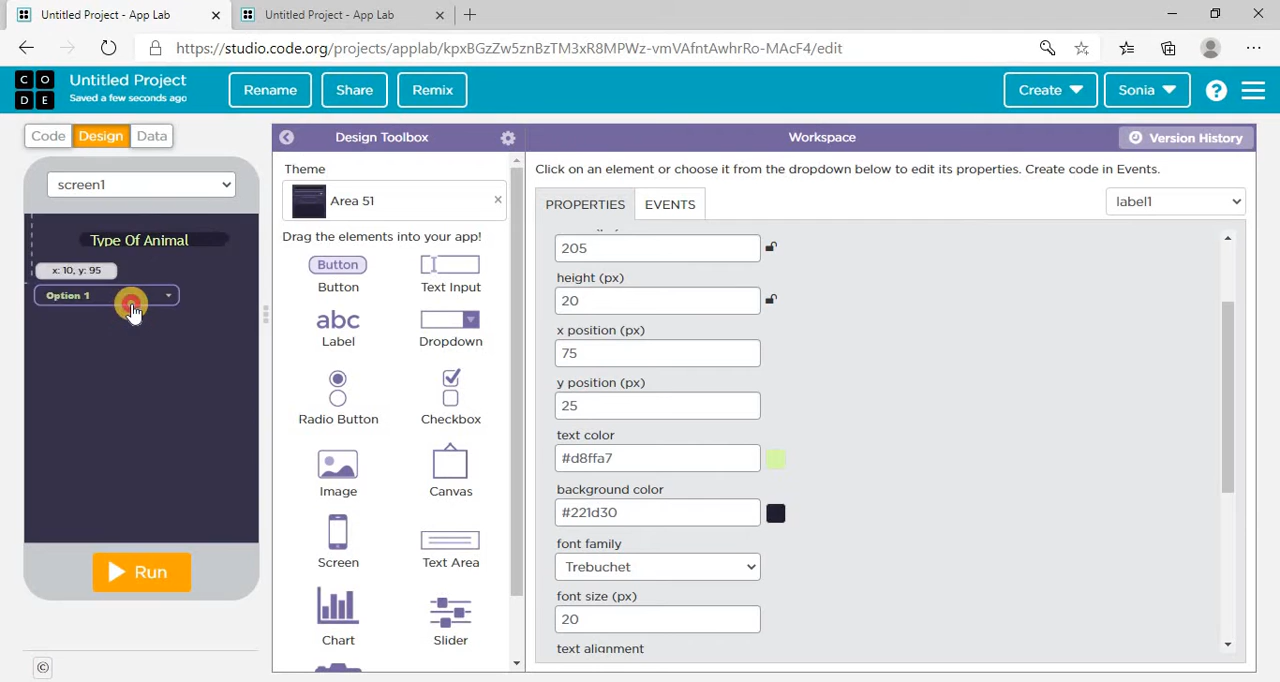 Untitled Project - App Lab
Untitled Project - App Lab
https://studio.code.org/projects/applab/kpxBGzZw5znBzTM3xR8MPWz-vmVAfntAwhrRo-MAcF4/edit
C O
D E
Untitled Project
Saved a few seconds ago
Rename
Share
Remix
Create
Sonia
?
Code
Design
Data
Design Toolbox
Workspace
Version History
screen1
Type Of Animal
x: 10, y: 95
Option 1
Run
©
Theme
Area 51
Drag the elements into your app!
Button
Button
Text Input
abc
Label
Dropdown
Radio Button
Checkbox
Image
Canvas
Screen
Text Area
Chart
Slider
Click on an element or choose it from the dropdown below to edit its properties. Create code in Events.
PROPERTIES
EVENTS
label1
205
height (px)
20
x position (px)
75
y position (px)
25
text color
#d8ffa7
background color
#221d30
font family
Trebuchet
font size (px)
20
text alignment